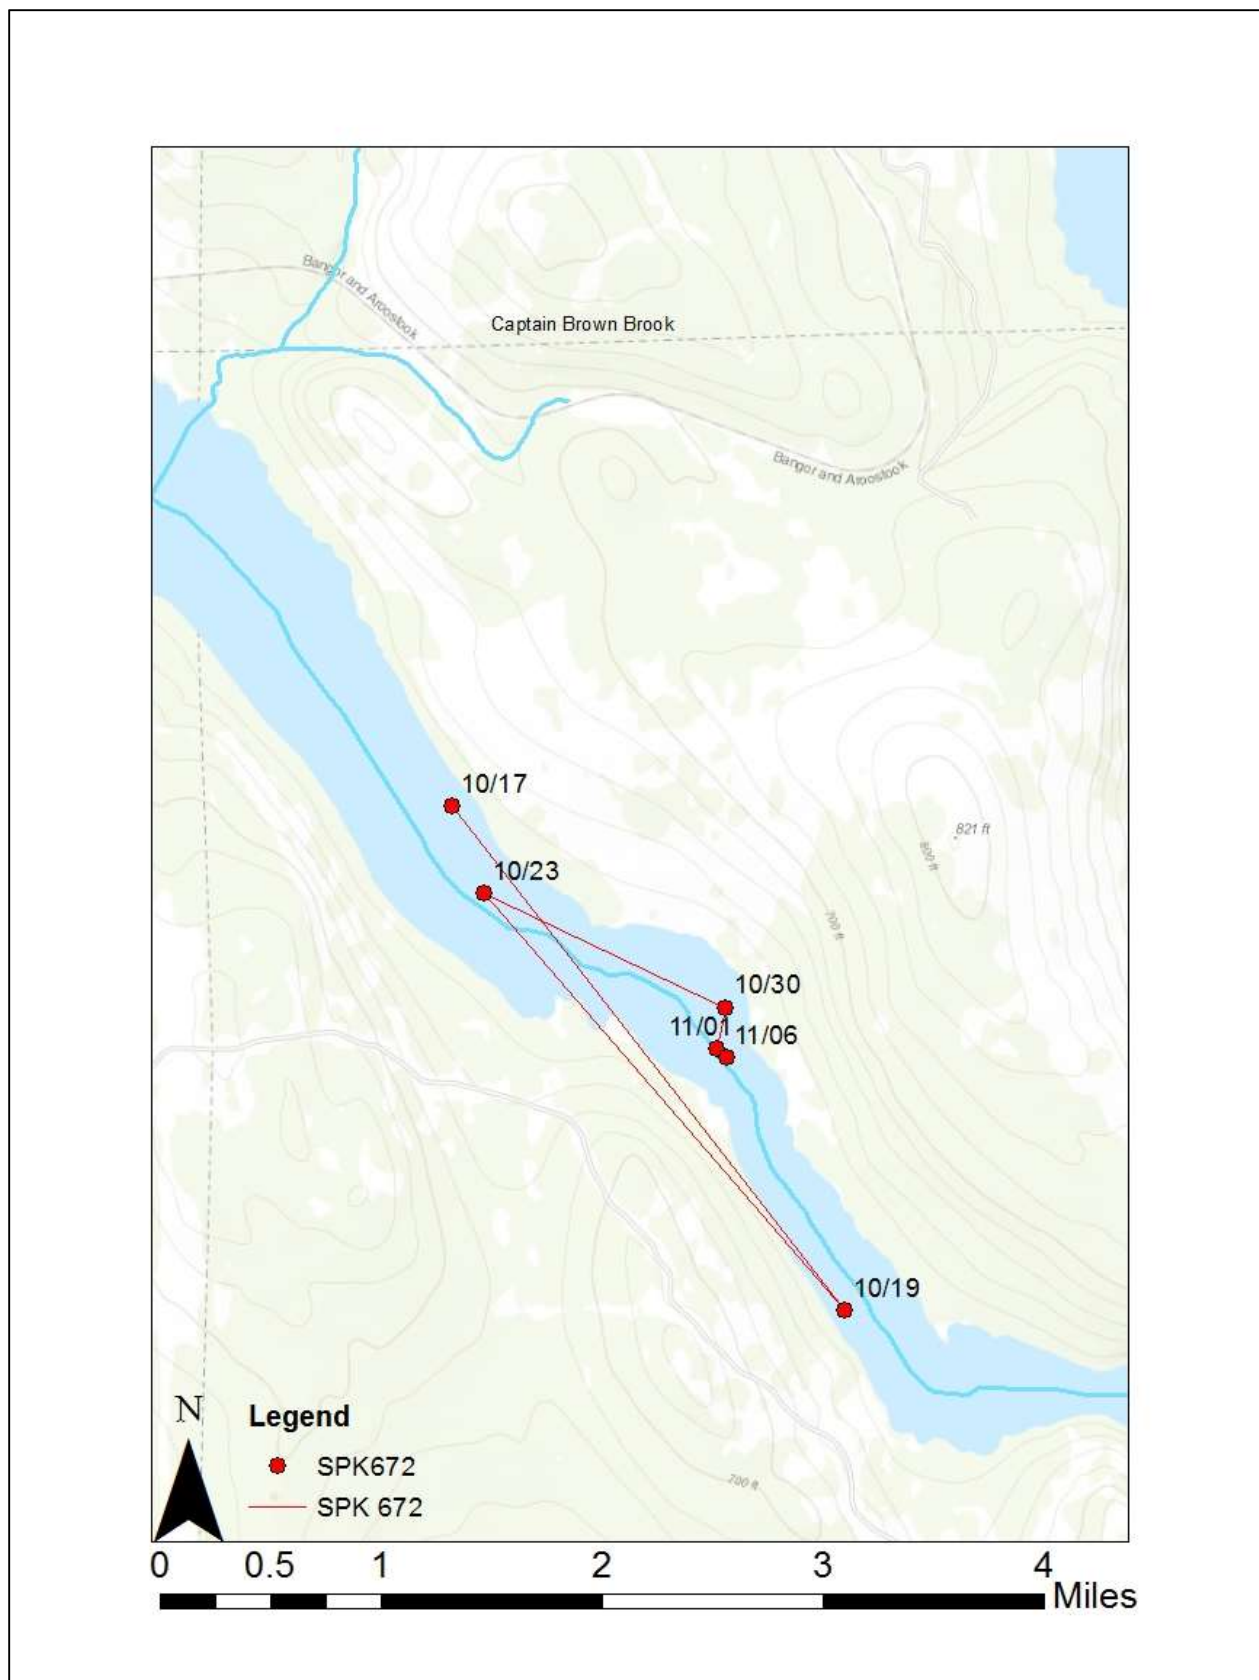 Bangor and Aroostook
Captain Brown Brook
Bangor and Aroostook
10/17
821 ft
800 ft
10/23
700 ft
10/30
11/01
11/06
10/19
N
Legend
SPK672
SPK 672
700 ft
0 0.5 1 2 3 4
Miles